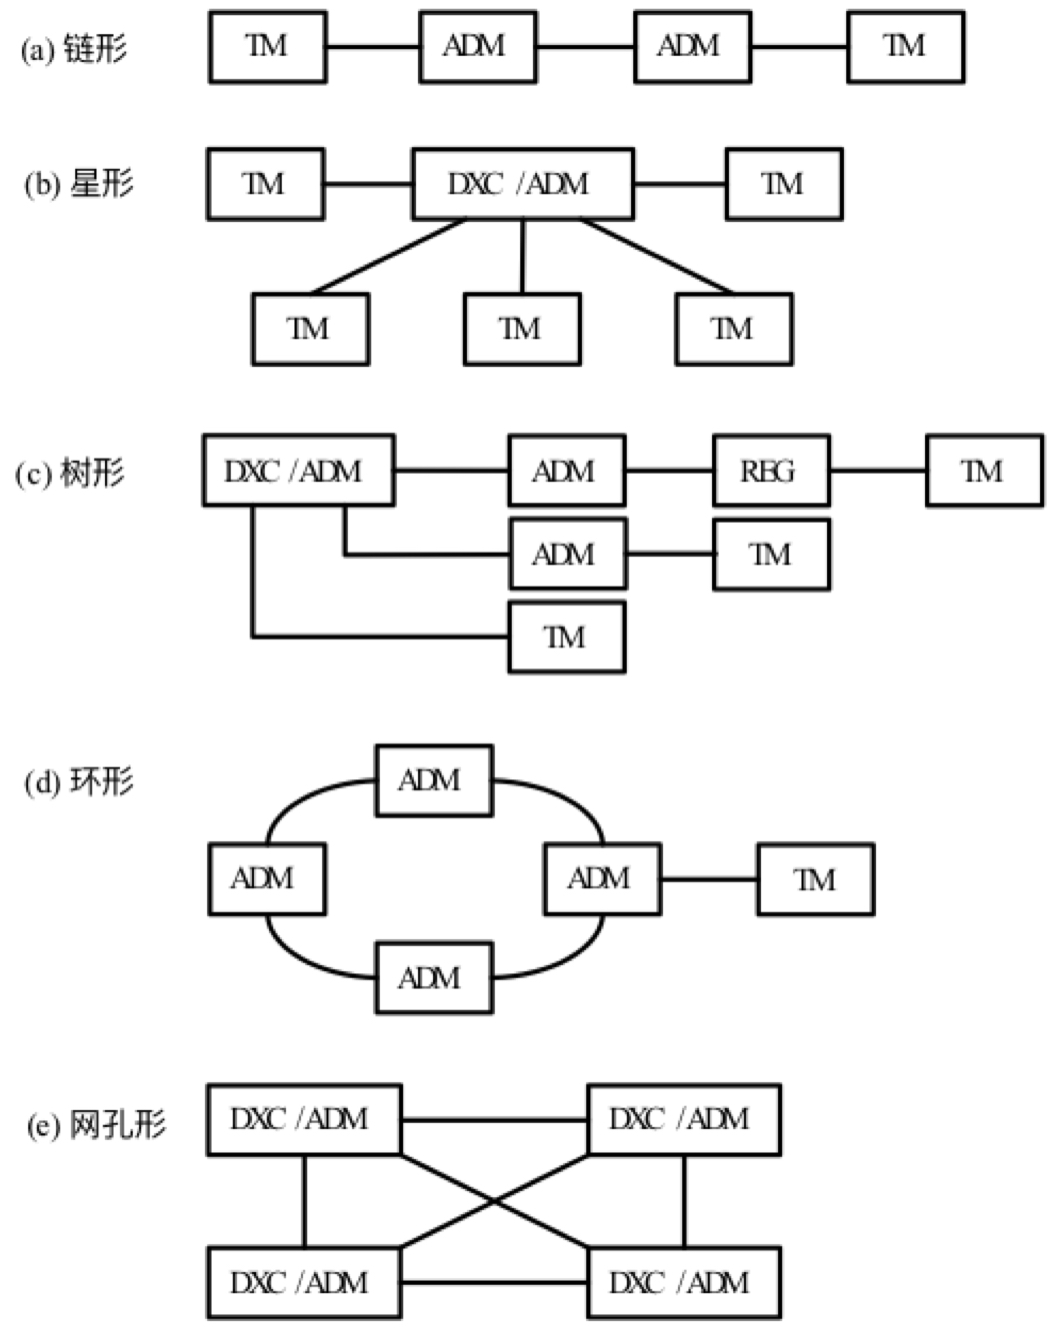 (a) 链形 TM ADM ADM TM
(b) 星形 TM DXC /ADM TM
TM TM TM
(c) 树形 DXC /ADM ADM REG TM
ADM TM
TM
(d) 环形 ADM
ADM ADM TM
ADM
(e) 网孔形 DXC /ADM DXC /ADM
DXC /ADM DXC /ADM